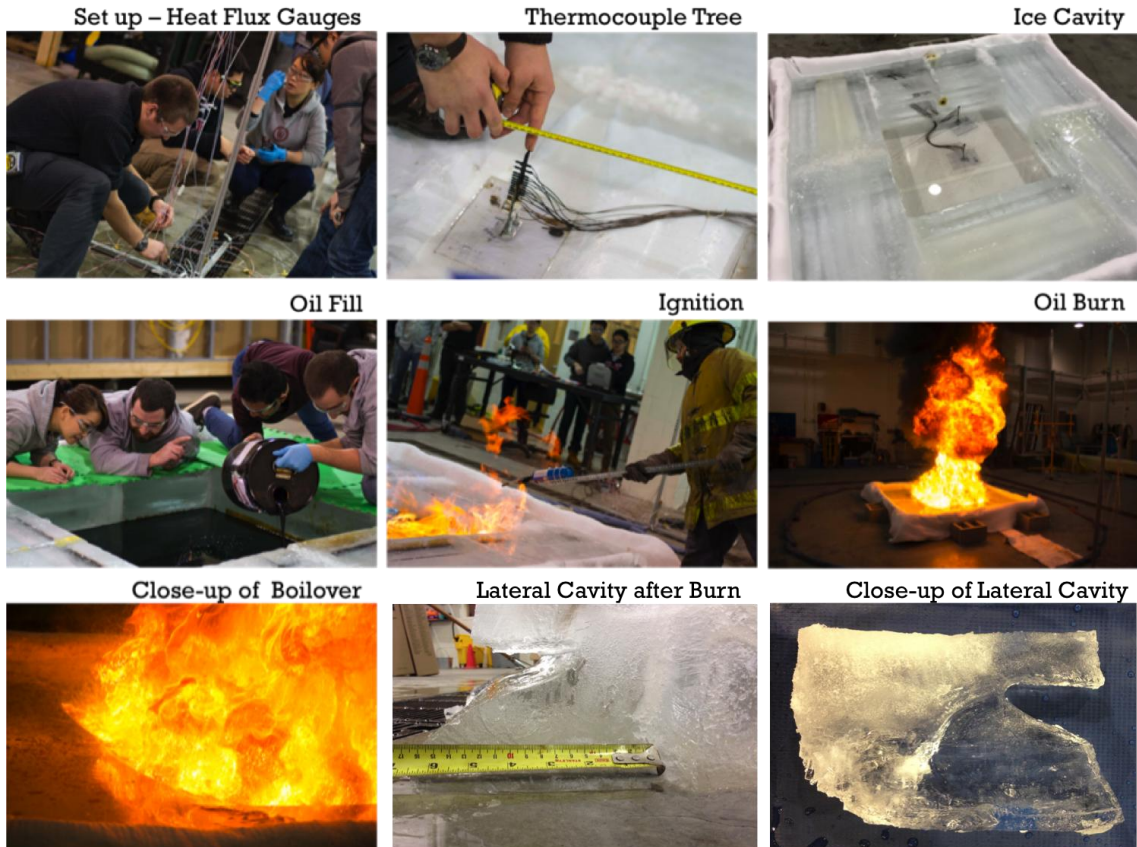 Set up – Heat Flux Gauges
Thermocouple Tree
Ice Cavity
Oil Fill
Ignition
Oil Burn
Close-up of Boilover
Lateral Cavity after Burn
Close-up of Lateral Cavity